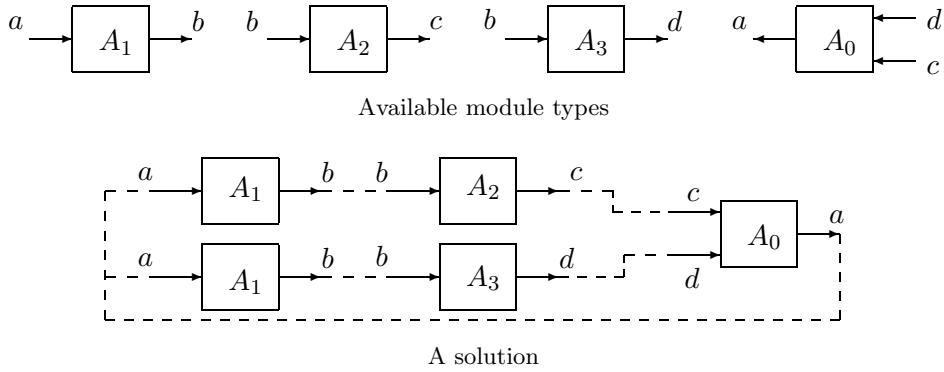 a A1 b b A2 c b A3 d a A0 d
c
Available module types
a A1 b b A2 c
c A0 a
a A1 b b A3 d
d
A solution